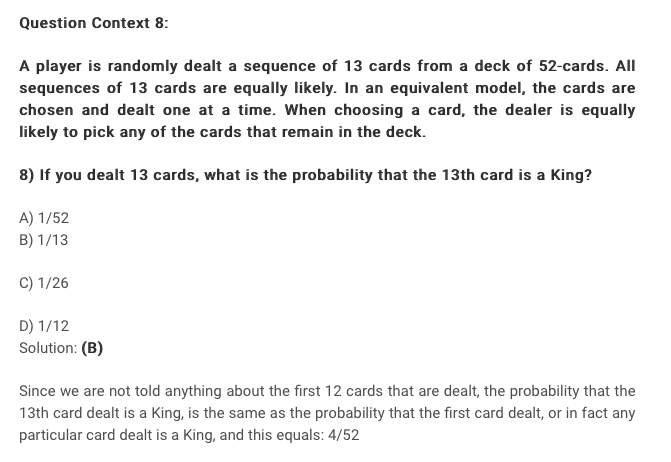 Question Context 8:
A player is randomly dealt a sequence of 13 cards from a deck of 52-cards. All
sequences of 13 cards are equally likely. In an equivalent model, the cards are
chosen and dealt one at a time. When choosing a card, the dealer is equally
likely to pick any of the cards that remain in the deck.
8) If you dealt 13 cards, what is the probability that the 13th card is a King?
A) 1/52
B) 1/13
C) 1/26
D) 1/12
Solution: (B)
Since we are not told anything about the first 12 cards that are dealt, the probability that the
13th card dealt is a King, is the same as the probability that the first card dealt, or in fact any
particular card dealt is a King, and this equals: 4/52